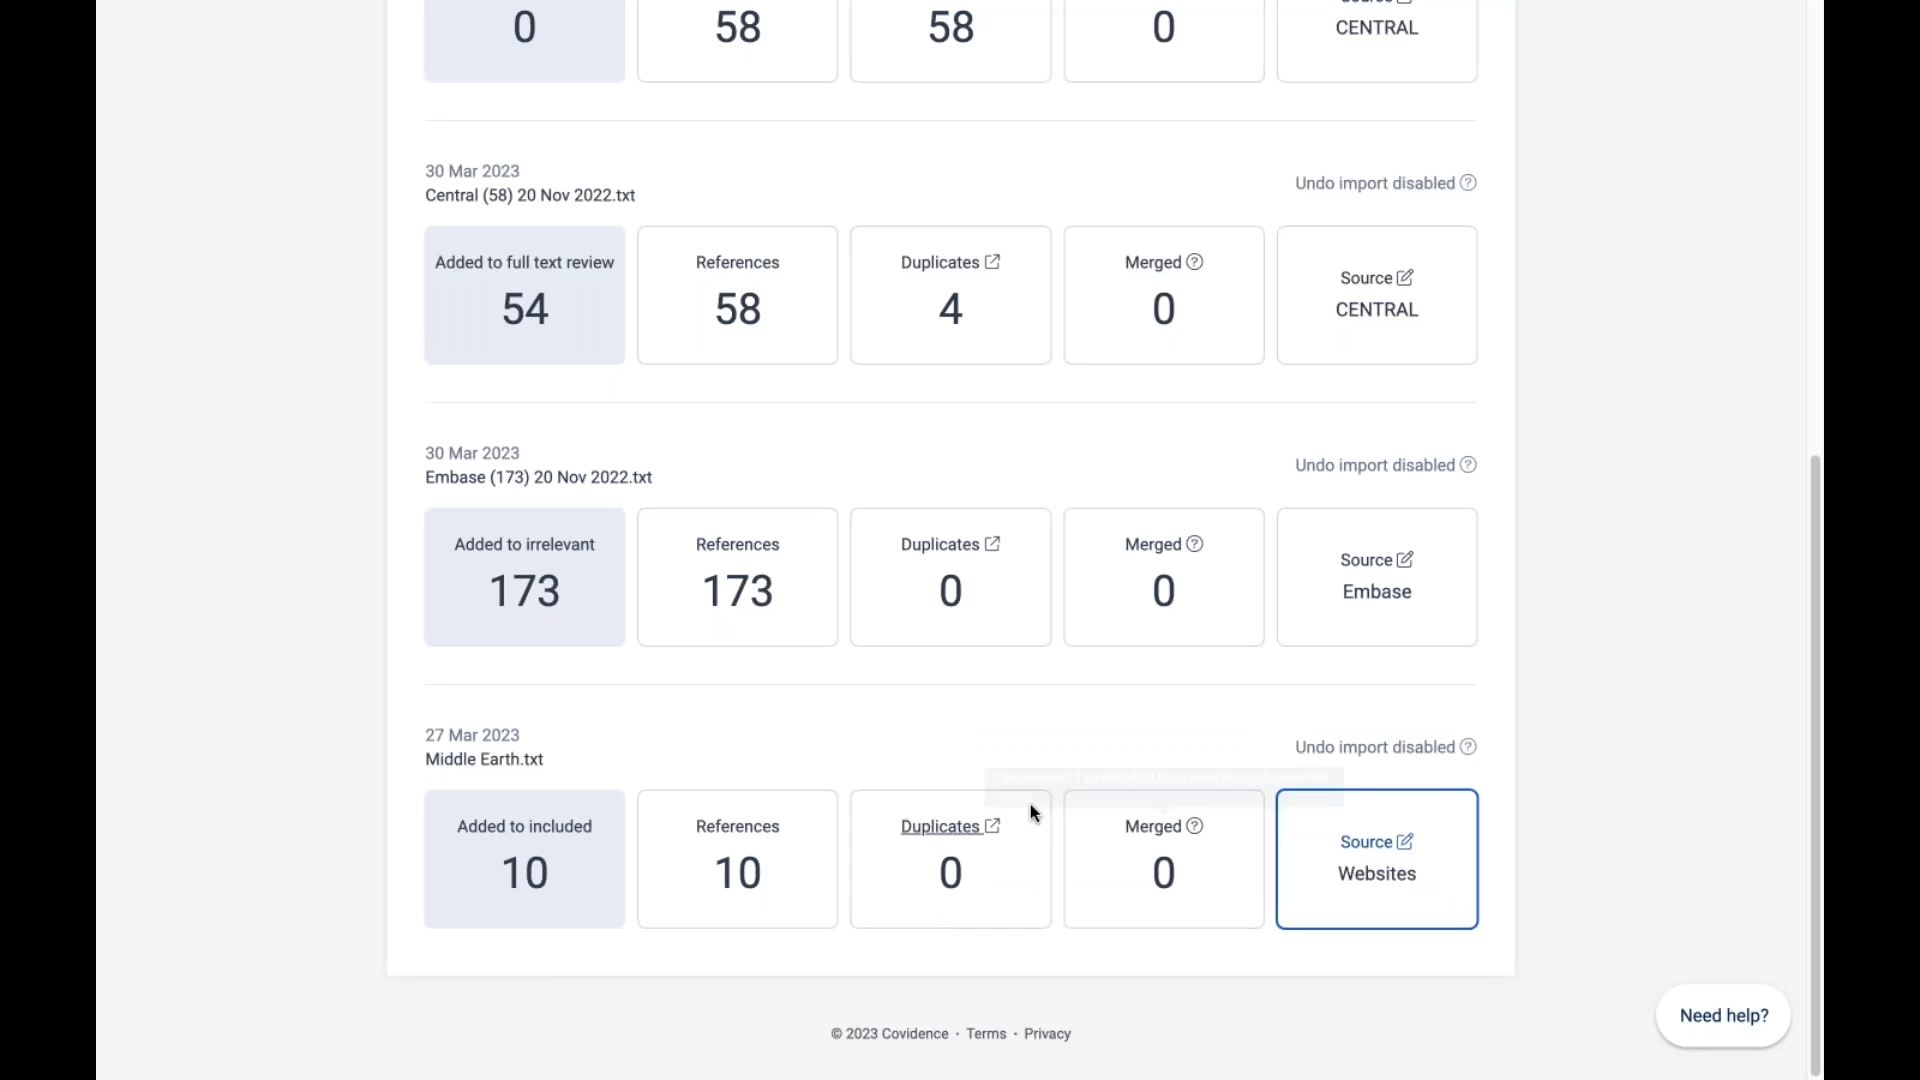 0
58
58
0
CENTRAL
30 Mar 2023
Central (58) 20 Nov 2022.txt
Undo import disabled
Added to full text review
54
References
58
Duplicates
4
Merged
0
Source
CENTRAL
30 Mar 2023
Embase (173) 20 Nov 2022.txt
Undo import disabled
Added to irrelevant
173
References
173
Duplicates
0
Merged
0
Source
Embase
27 Mar 2023
Middle Earth.txt
Undo import disabled
Added to included
10
References
10
Duplicates
0
Merged
0
Source
Websites
© 2023 Covidence · Terms · Privacy
Need help?